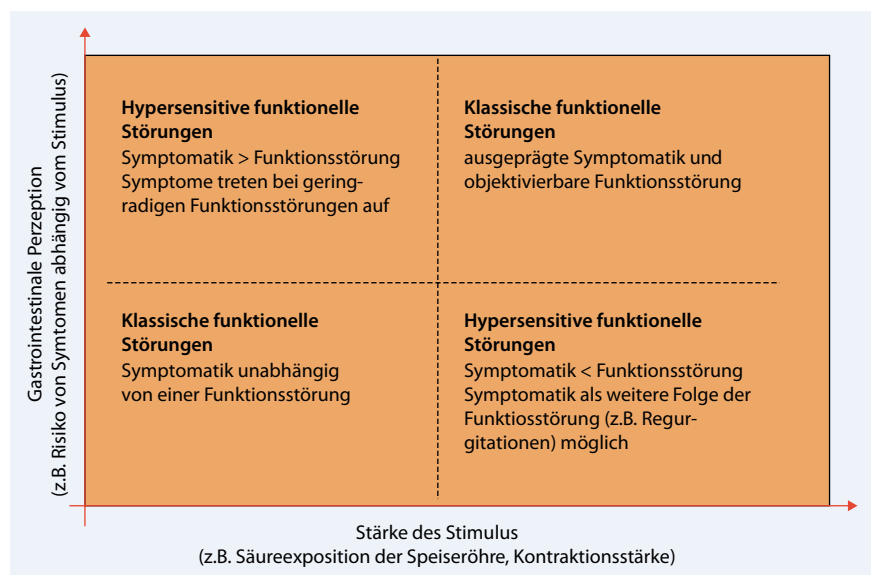 Gastrointestinale Perzeption
(z.B. Risiko von Symtomen abhängig vom Stimulus)
Hypersensitive funktionelle
Störungen
Symptomatik > Funktionsstörung
Symptome treten bei gering-
radigen Funktionsstörungen auf
Klassische funktionelle
Störungen
ausgeprägte Symptomatik und
objektivierbare Funktionsstörung
Klassische funktionelle
Störungen
Symptomatik unabhängig
von einer Funktionsstörung
Hypersensitive funktionelle
Störungen
Symptomatik < Funktionsstörung
Symptomatik als weitere Folge der
Funktiosstörung (z.B. Regur-
gitationen) möglich
Stärke des Stimulus
(z.B. Säureexposition der Speiseröhre, Kontraktionsstärke)